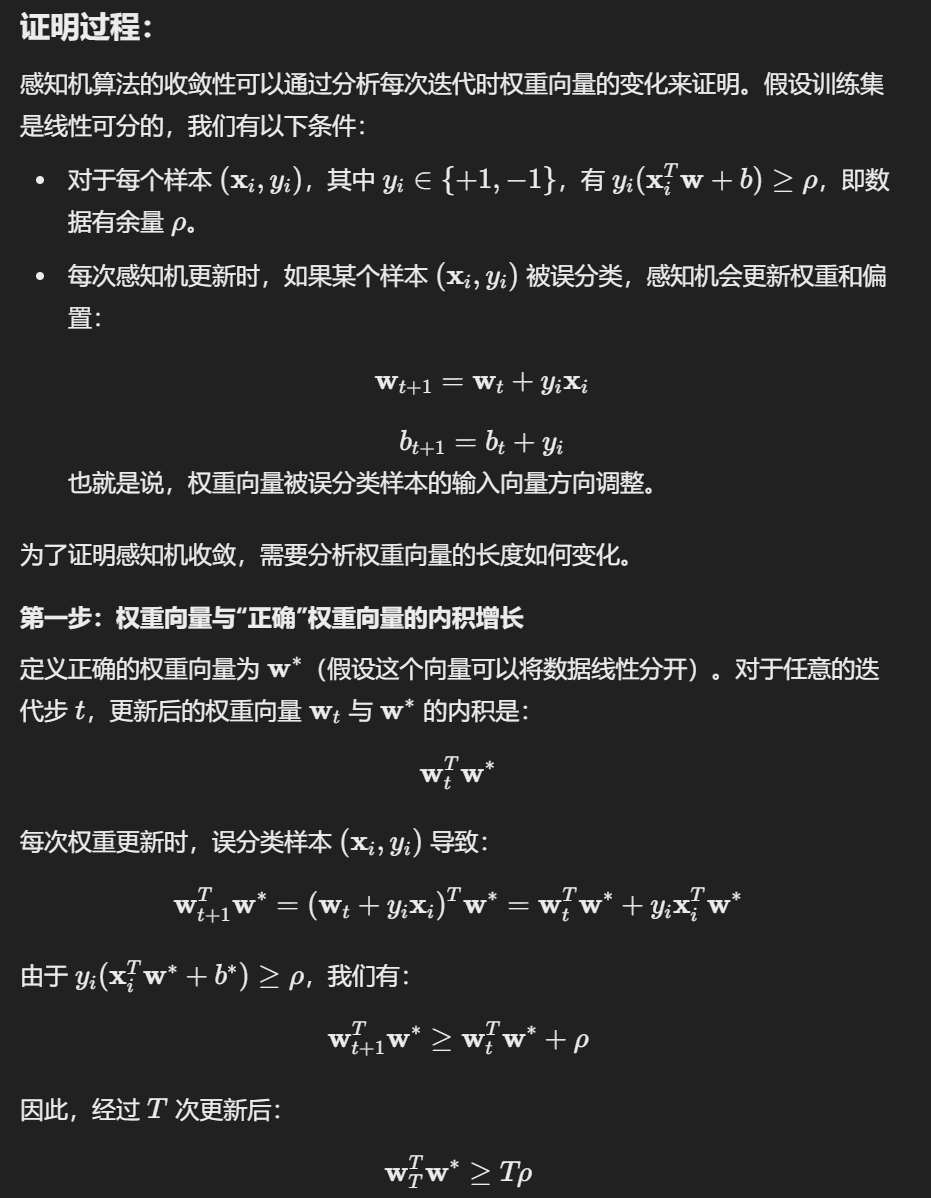 证明过程：
感知机算法的收敛性可以通过分析每次迭代时权重向量的变化来证明。假设训练集
是线性可分的，我们有以下条件：
• 对于每个样本 $(\mathbf{x}_i, y_i)$，其中 $y_i \in \{+1, -1\}$，有 $y_i(\mathbf{x}_i^T \mathbf{w} + b) \geq \rho$，即数
据有余量 $\rho$。
• 每次感知机更新时，如果某个样本 $(\mathbf{x}_i, y_i)$ 被误分类，感知机会更新权重和偏
置：
$\mathbf{w}_{t+1} = \mathbf{w}_t + y_i \mathbf{x}_i$
$b_{t+1} = b_t + y_i$
也就是说，权重向量被误分类样本的输入向量方向调整。
为了证明感知机收敛，需要分析权重向量的长度如何变化。
第一步：权重向量与“正确”权重向量的内积增长
定义正确的权重向量为 $\mathbf{w}^*$（假设这个向量可以将数据线性分开）。对于任意的迭
代步 $t$，更新后的权重向量 $\mathbf{w}_t$ 与 $\mathbf{w}^*$ 的内积是：
$\mathbf{w}_t^T \mathbf{w}^*$
每次权重更新时，误分类样本 $(\mathbf{x}_i, y_i)$ 导致：
$\mathbf{w}_{t+1}^T \mathbf{w}^* = (\mathbf{w}_t + y_i \mathbf{x}_i)^T \mathbf{w}^* = \mathbf{w}_t^T \mathbf{w}^* + y_i \mathbf{x}_i^T \mathbf{w}^*$
由于 $y_i(\mathbf{x}_i^T \mathbf{w}^* + b^*) \geq \rho$，我们有：
$\mathbf{w}_{t+1}^T \mathbf{w}^* \geq \mathbf{w}_t^T \mathbf{w}^* + \rho$
因此，经过 $T$ 次更新后：
$\mathbf{w}_T^T \mathbf{w}^* \geq T\rho$